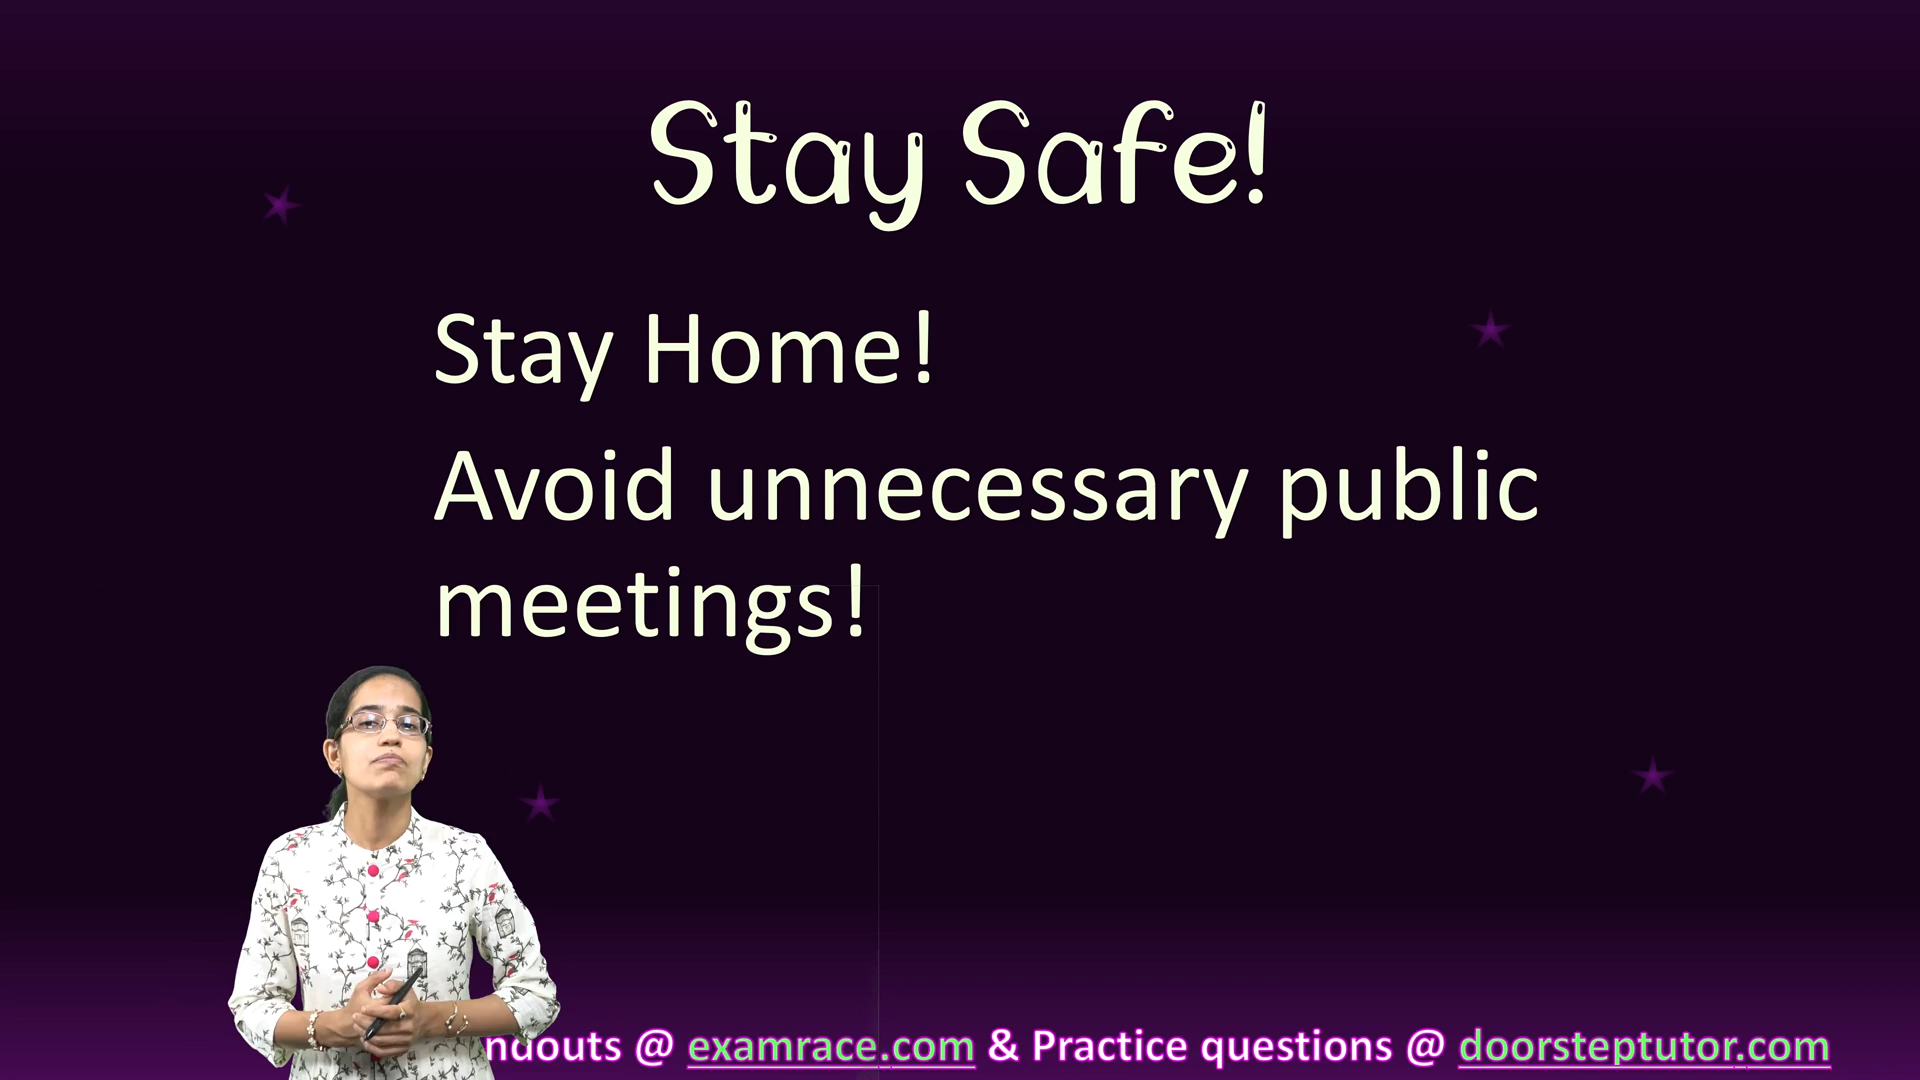 Stay Safe!
Stay Home!
Avoid unnecessary public
meetings!
ndouts @ examrace.com & Practice questions @ doorsteptutor.com